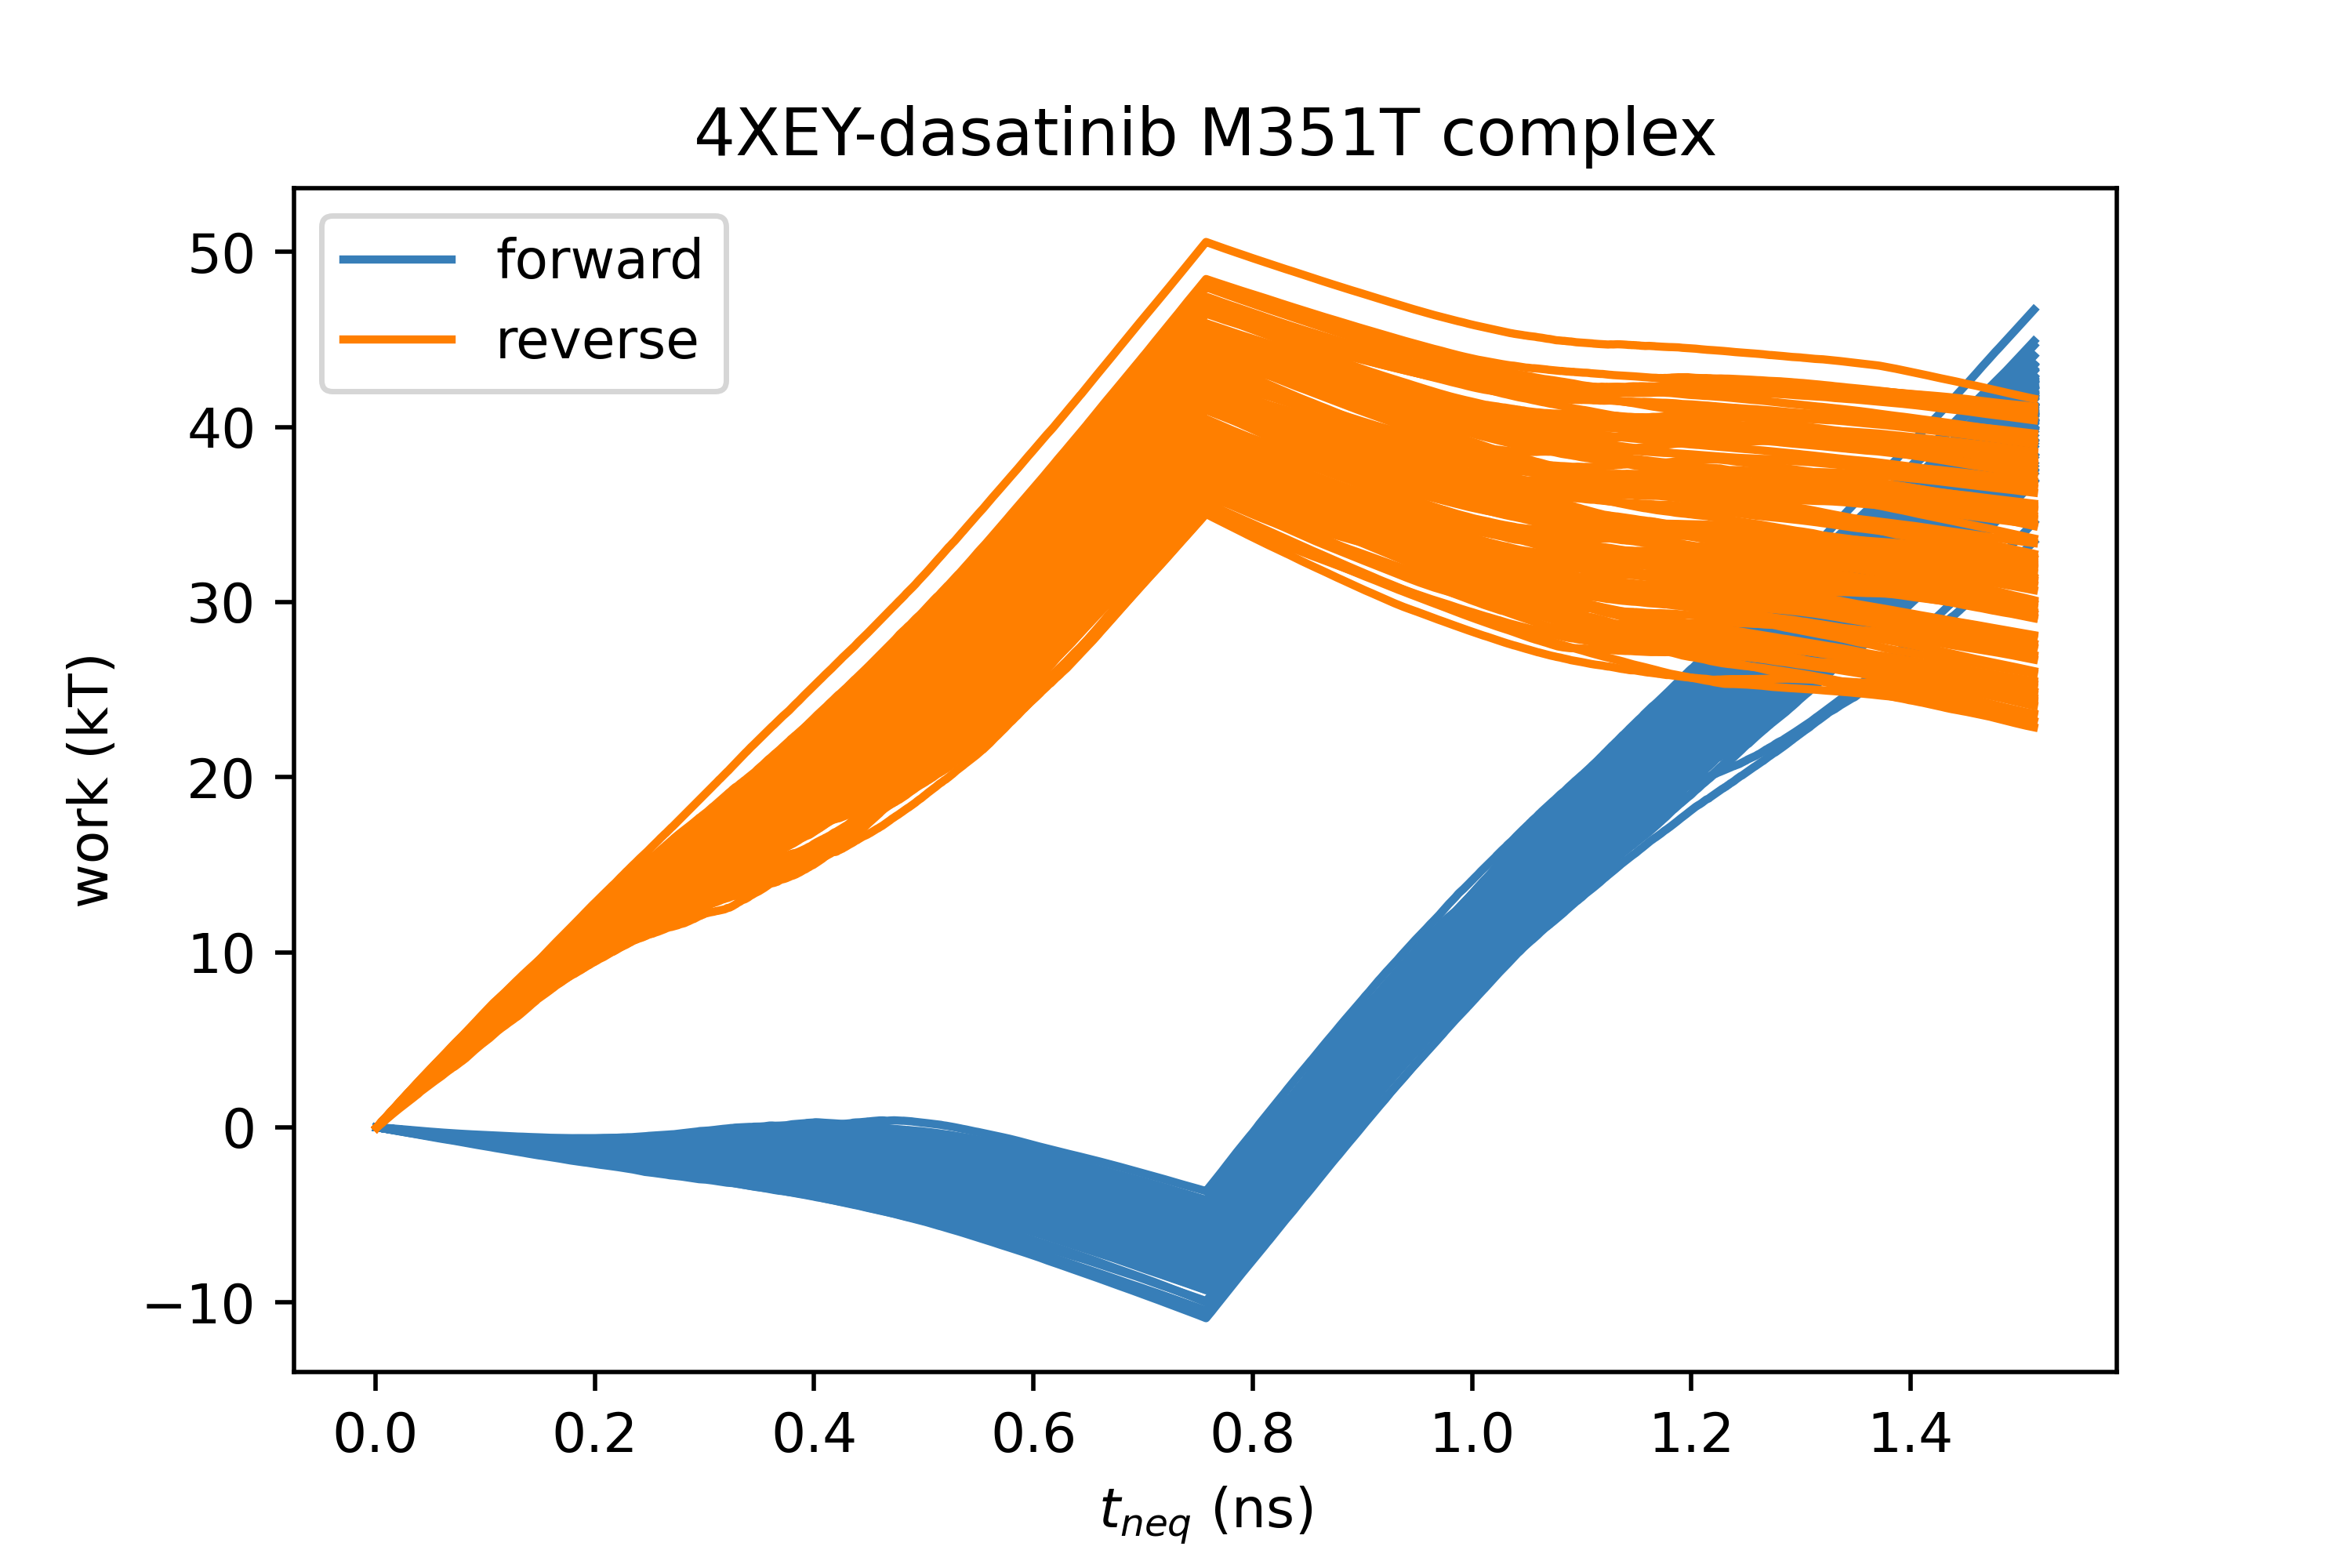 4XEY-dasatinib M351T complex
forward
reverse
work (kT)
50
40
30
20
10
0
−10
0.0 0.2 0.4 0.6 0.8 1.0 1.2 1.4
t_neq (ns)